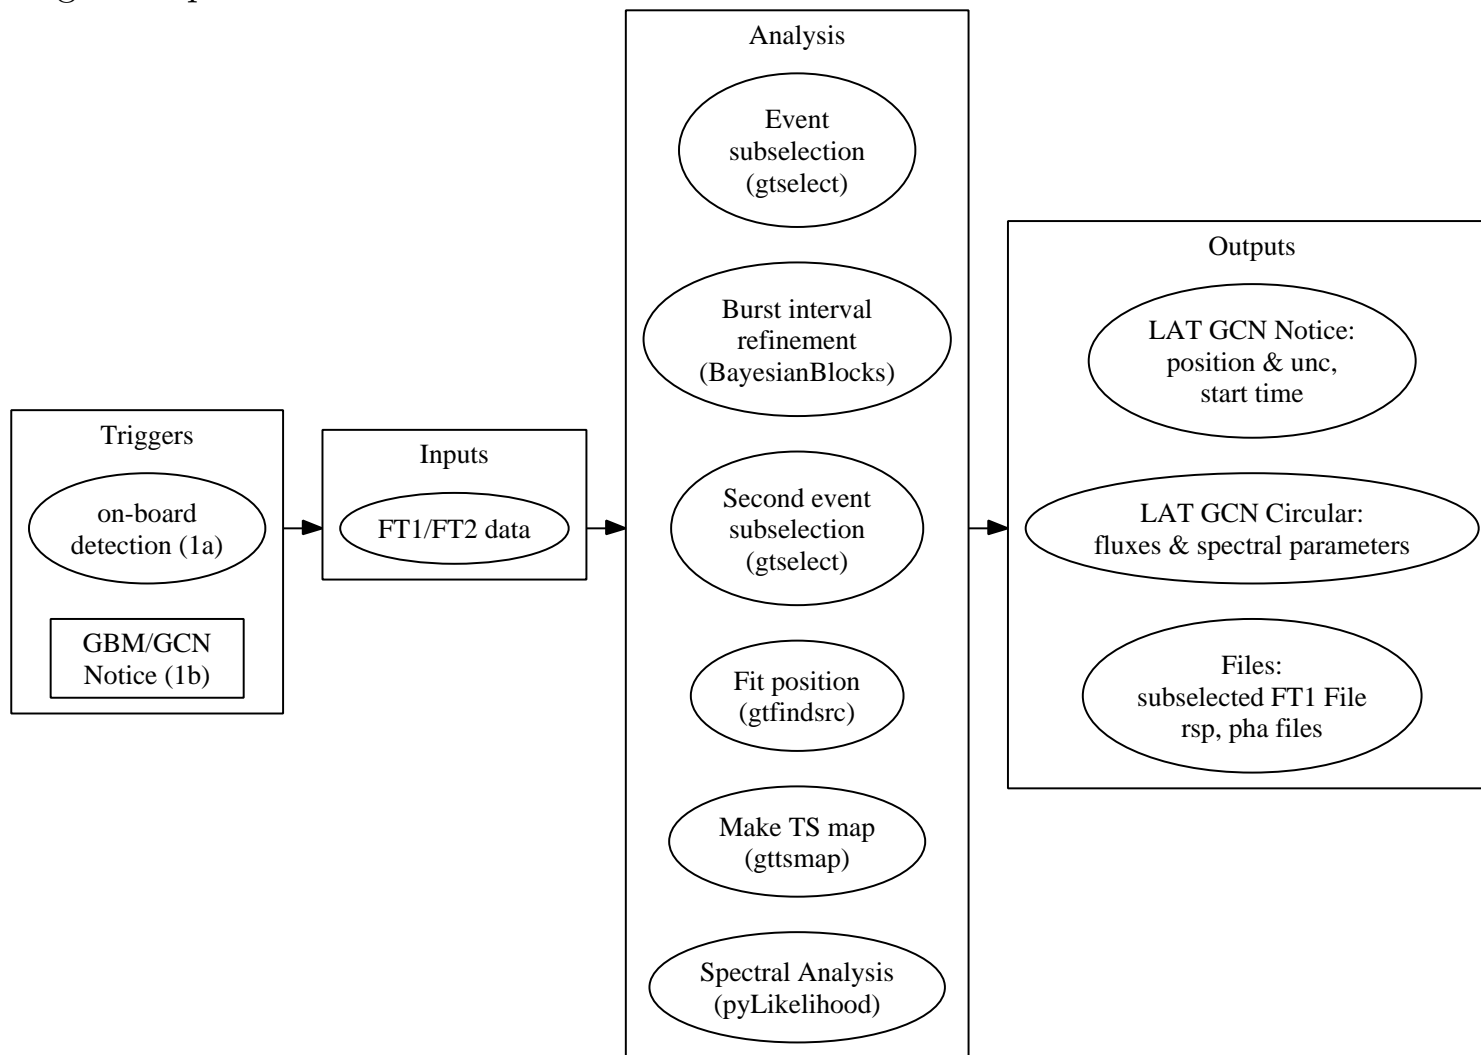 Triggers
on-board
detection (1a)
GBM/GCN
Notice (1b)
Inputs
FT1/FT2 data
Analysis
Event
subselection
(gtselect)
Burst interval
refinement
(BayesianBlocks)
Second event
subselection
(gtselect)
Fit position
(gtfindsrc)
Make TS map
(gttsmap)
Spectral Analysis
(pyLikelihood)
Outputs
LAT GCN Notice:
position & unc,
start time
LAT GCN Circular:
fluxes & spectral parameters
Files:
subselected FT1 File
rsp, pha files